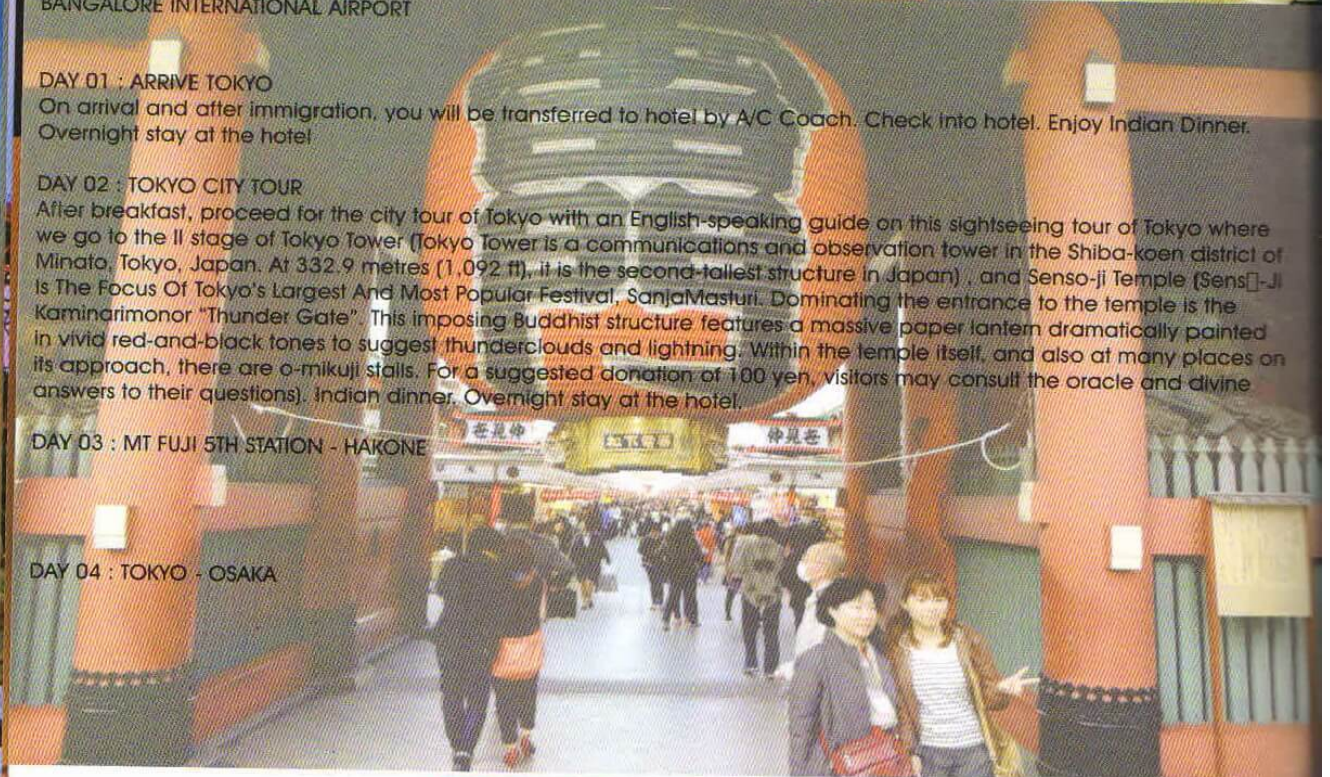 BANGALORE INTERNATIONAL AIRPORT
DAY 01 : ARRIVE TOKYO
On arrival and after immigration, you will be transferred to hotel by A/C Coach. Check into hotel. Enjoy Indian Dinner.
Overnight stay at the hotel
DAY 02 : TOKYO CITY TOUR
After breakfast, proceed for the city tour of Tokyo with an English-speaking guide on this sightseeing tour of Tokyo where
we go to the II stage of Tokyo Tower (Tokyo Tower is a communications and observation tower in the Shiba-koen district of
Minato, Tokyo, Japan. At 332.9 metres (1,092 ft), it is the second-tallest structure in Japan) , and Senso-ji Temple (Sens▯-Ji
Is The Focus Of Tokyo's Largest And Most Popular Festival, SanjaMasturi. Dominating the entrance to the temple is the
Kaminarimonor "Thunder Gate". This imposing Buddhist structure features a massive paper lantern dramatically painted
in vivid red-and-black tones to suggest thunderclouds and lightning. Within the temple itself, and also at many places on
its approach, there are o-mikuji stalls. For a suggested donation of 100 yen, visitors may consult the oracle and divine
answers to their questions). Indian dinner. Overnight stay at the hotel.
DAY 03 : MT FUJI 5TH STATION - HAKONE
DAY 04 : TOKYO - OSAKA